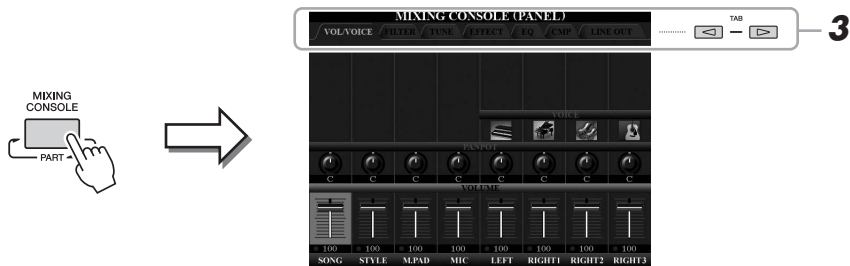 MIXING CONSOLE (PANEL)
VOL/VOICE FILTER TUNE EFFECT EQ CMP LINE OUT
TAB
3
MIXING
CONSOLE
PART
VOICE
PANPOT
C C C C C C C C
VOLUME
100 100 100 100 100 100 100 100
SONG STYLE M.PAD MIC LEFT RIGHT1 RIGHT2 RIGHT3